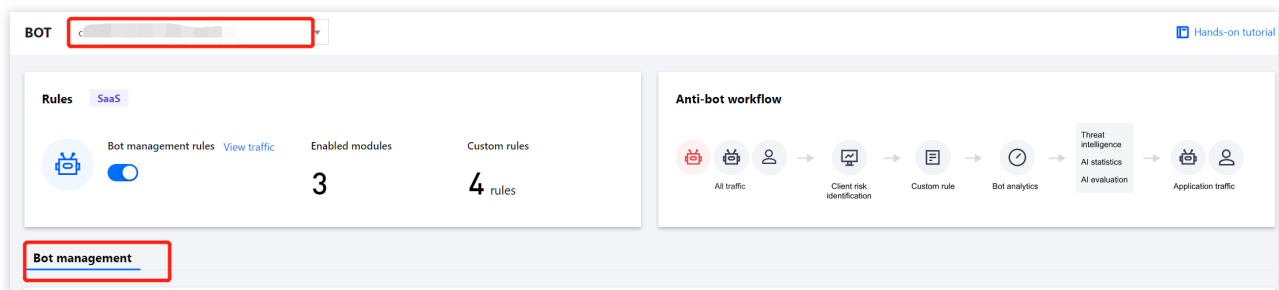 BOT
c
Hands-on tutorial
Rules SaaS
Bot management rules View traffic
Enabled modules
3
Custom rules
4 rules
Anti-bot workflow
All traffic
Client risk
identification
Custom rule
Bot analytics
Threat
intelligence
AI statistics
AI evaluation
Application traffic
Bot management